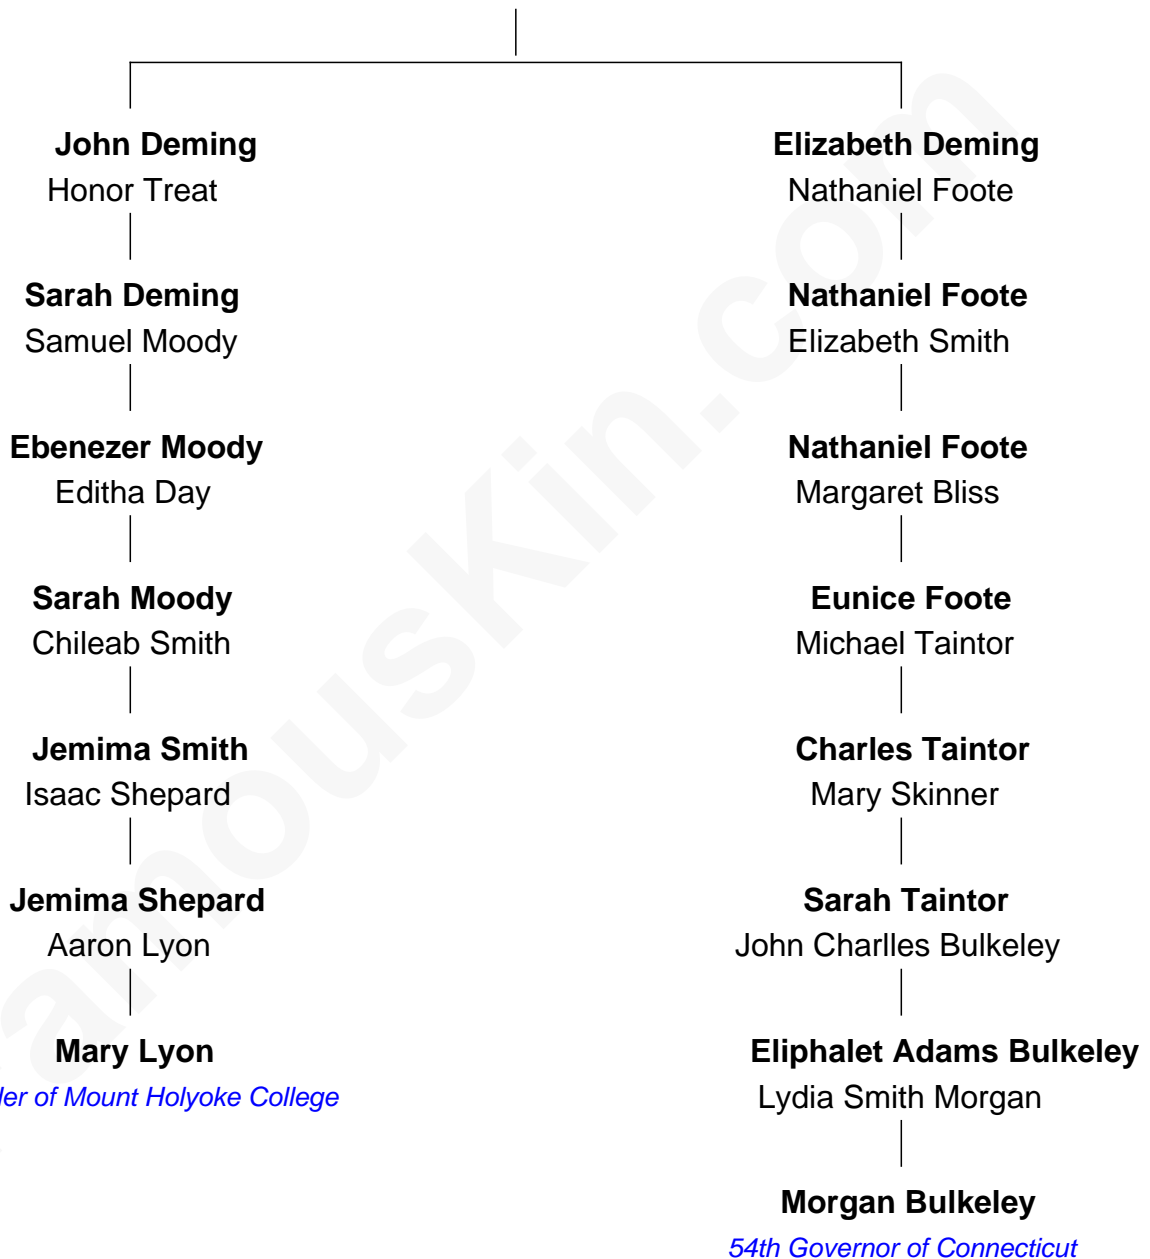 John Deming
Honor Treat
Sarah Deming
Samuel Moody
Ebenezer Moody
Editha Day
Sarah Moody
Chileab Smith
Jemima Smith
Isaac Shepard
Jemima Shepard
Aaron Lyon
Mary Lyon
of Mount Holyoke College
Elizabeth Deming
Nathaniel Foote
Nathaniel Foote
Elizabeth Smith
Nathaniel Foote
Margaret Bliss
Eunice Foote
Michael Taintor
Charles Taintor
Mary Skinner
Sarah Taintor
John Charlles Bulkeley
Eliphalet Adams Bulkeley
Lydia Smith Morgan
Morgan Bulkeley
54th Governor of Connecticut
amousKin.com